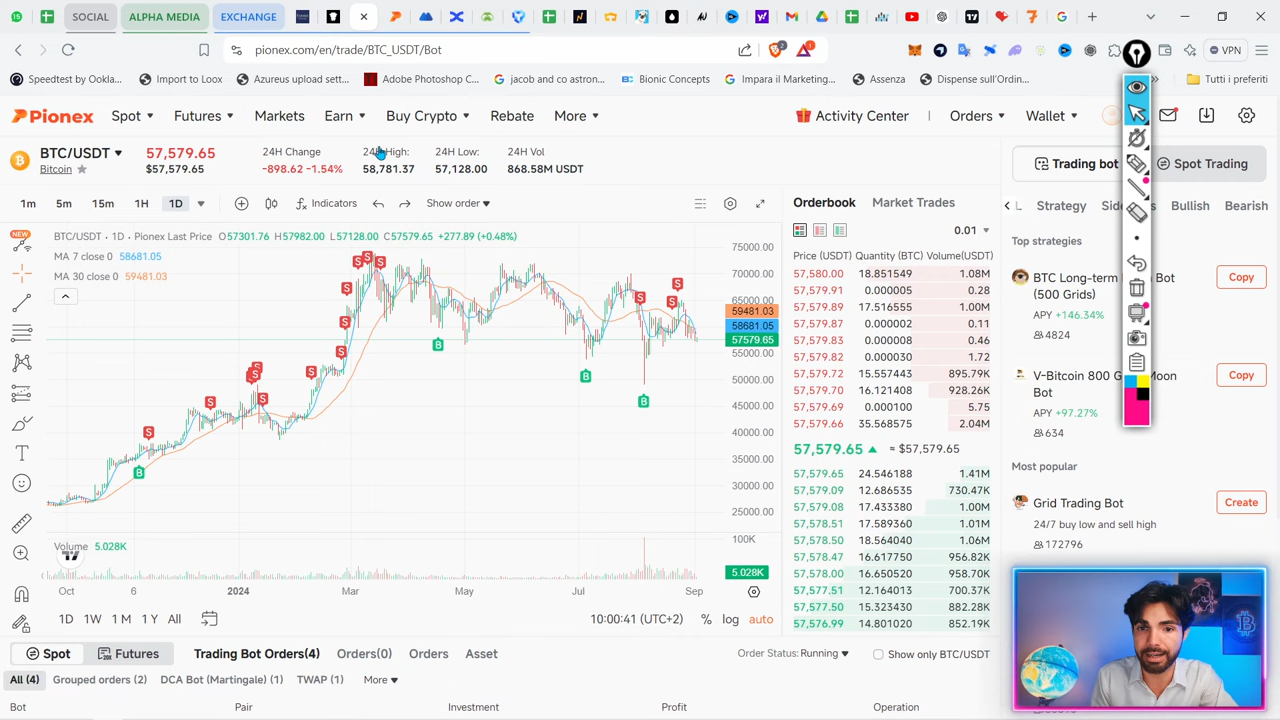 SOCIAL
ALPHA MEDIA
EXCHANGE
pionex.com/en/trade/BTC_USDT/Bot
2
1
VPN
Speedtest by Ookla...
Import to Loox
Azureus upload sett...
Adobe Photoshop C...
jacob and co astron...
Bionic Concepts
Impara il Marketing...
Assenza
Dispense sull'Ordin...
»
Tutti i preferiti
Pionex
Spot
Futures
Markets
Earn
Buy Crypto
Rebate
More
Activity Center
Orders
Wallet
BTC/USDT
Bitcoin
57,579.65
$57,579.65
24H Change
-898.62 -1.54%
24H High:
58,781.37
24H Low:
57,128.00
24H Vol
868.58M USDT
Trading bot
Spot Trading
1m
5m
15m
1H
1D
Indicators
Show order
Orderbook
Market Trades
Strategy
Bullish
Bearish
NEW
BTC/USDT · 1D · Pionex Last Price O57301.76 H57982.00 L57128.00 C57579.65 +277.89 (+0.48%)
MA 7 close 0 58681.05
MA 30 close 0 59481.03
75000.00
70000.00
65000.00
59481.03
58681.05
57579.65
55000.00
50000.00
45000.00
40000.00
35000.00
30000.00
25000.00
100K
5.028K
Volume 5.028K
Oct
6
2024
Mar
May
Jul
Sep
1D
1W
1M
1Y
All
10:00:41 (UTC+2)
%
log
auto
0.01
Price (USDT) Quantity (BTC) Volume(USDT)
57,580.00 18.851549 1.08M
57,579.91 0.000005 0.28
57,579.89 17.516555 1.00M
57,579.87 0.000002 0.11
57,579.83 0.000008 0.46
57,579.82 0.000030 1.72
57,579.72 15.557443 895.79K
57,579.70 16.121408 928.26K
57,579.69 0.000100 5.75
57,579.66 35.568575 2.04M
57,579.65 ≈ $57,579.65
57,579.65 24.546188 1.41M
57,579.09 12.686535 730.47K
57,579.08 17.433380 1.00M
57,578.51 17.589360 1.01M
57,578.50 18.564040 1.06M
57,578.47 16.617750 956.82K
57,578.00 16.650520 958.70K
57,577.51 12.164013 700.37K
57,577.50 15.323430 882.28K
57,576.99 14.801020 852.19K
Top strategies
BTC Long-term
Bot
(500 Grids)
APY +146.34%
4824
Copy
V-Bitcoin 800
Moon
Bot
APY +97.27%
634
Copy
Most popular
Grid Trading Bot
24/7 buy low and sell high
172796
Create
Spot
Futures
Trading Bot Orders(4)
Orders(0)
Orders
Asset
Order Status: Running
Show only BTC/USDT
All (4)
Grouped orders (2)
DCA Bot (Martingale) (1)
TWAP (1)
More
Bot
Pair
Investment
Profit
Operation